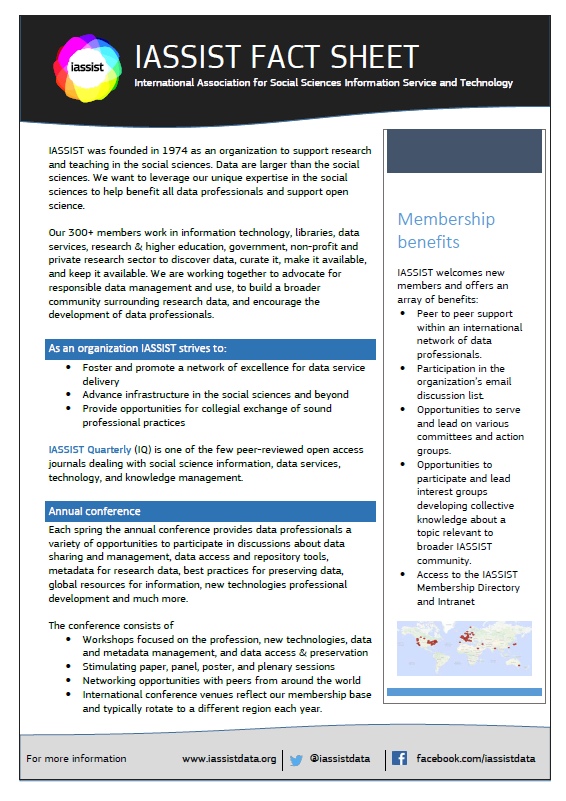 iassist
IASSIST FACT SHEET
International Association for Social Sciences Information Service and Technology
IASSIST was founded in 1974 as an organization to support research
and teaching in the social sciences. Data are larger than the social
sciences. We want to leverage our unique expertise in the social
sciences to help benefit all data professionals and support open
science.
Our 300+ members work in information technology, libraries, data
services, research & higher education, government, non-profit and
private research sector to discover data, curate it, make it available,
and keep it available. We are working together to advocate for
responsible data management and use, to build a broader
community surrounding research data, and encourage the
development of data professionals.
As an organization IASSIST strives to:
• Foster and promote a network of excellence for data service
delivery
• Advance infrastructure in the social sciences and beyond
• Provide opportunities for collegial exchange of sound
professional practices
IASSIST Quarterly (IQ) is one of the few peer-reviewed open access
journals dealing with social science information, data services,
technology, and knowledge management.
Annual conference
Each spring the annual conference provides data professionals a
variety of opportunities to participate in discussions about data
sharing and management, data access and repository tools,
metadata for research data, best practices for preserving data,
global resources for information, new technologies professional
development and much more.
The conference consists of
• Workshops focused on the profession, new technologies, data
and metadata management, and data access & preservation
• Stimulating paper, panel, poster, and plenary sessions
• Networking opportunities with peers from around the world
• International conference venues reflect our membership base
and typically rotate to a different region each year.
Membership
benefits
IASSIST welcomes new
members and offers an
array of benefits:
• Peer to peer support
within an international
network of data
professionals.
• Participation in the
organization's email
discussion list.
• Opportunities to serve
and lead on various
committees and action
groups.
• Opportunities to
participate and lead
interest groups
developing collective
knowledge about a
topic relevant to
broader IASSIST
community.
• Access to the IASSIST
Membership Directory
and Intranet
For more information www.iassistdata.org @iassistdata facebook.com/iassistdata